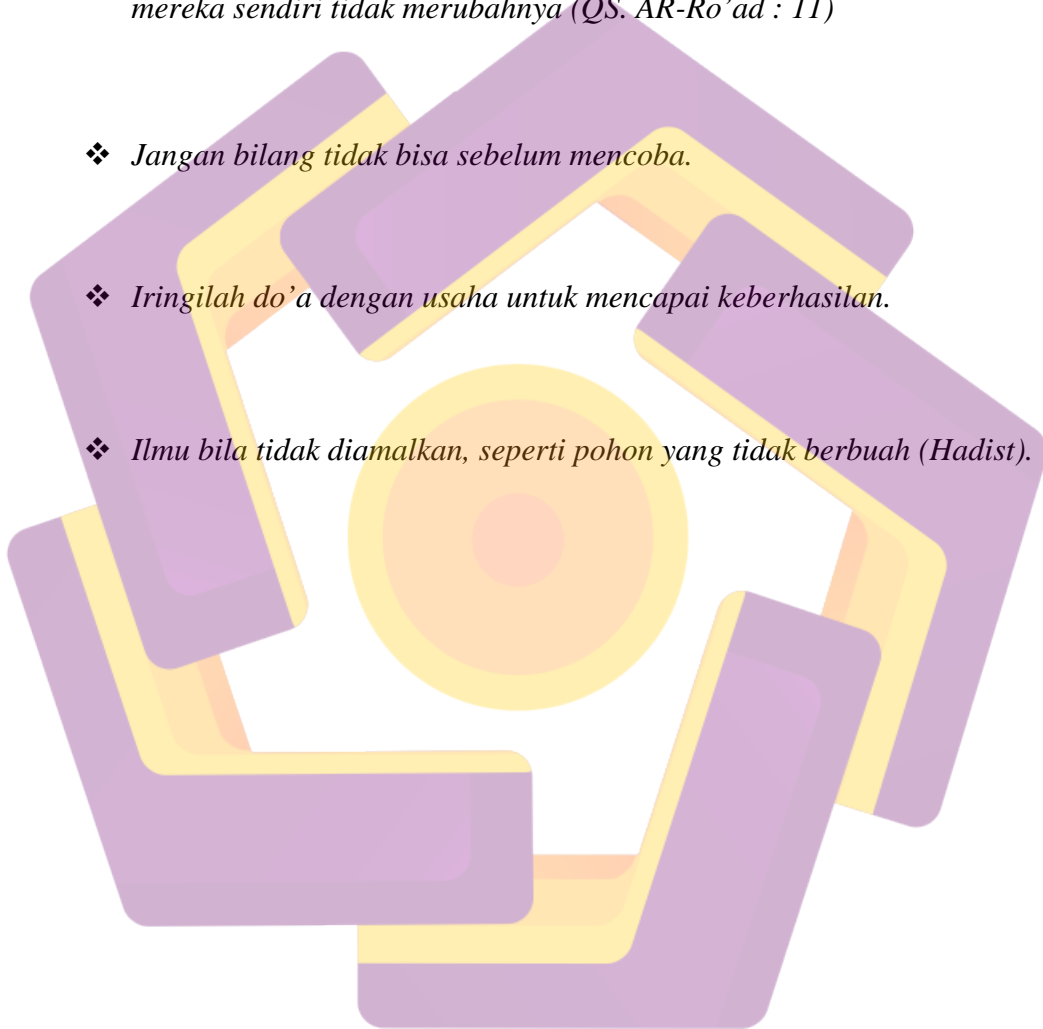 mereka sendiri tidak merubahnya (QS. AR-Ro’ad : 11)
❖ Jangan bilang tidak bisa sebelum mencoba.
❖ Iringilah do’a dengan usaha untuk mencapai keberhasilan.
❖ Ilmu bila tidak diamalkan, seperti pohon yang tidak berbuah (Hadist).